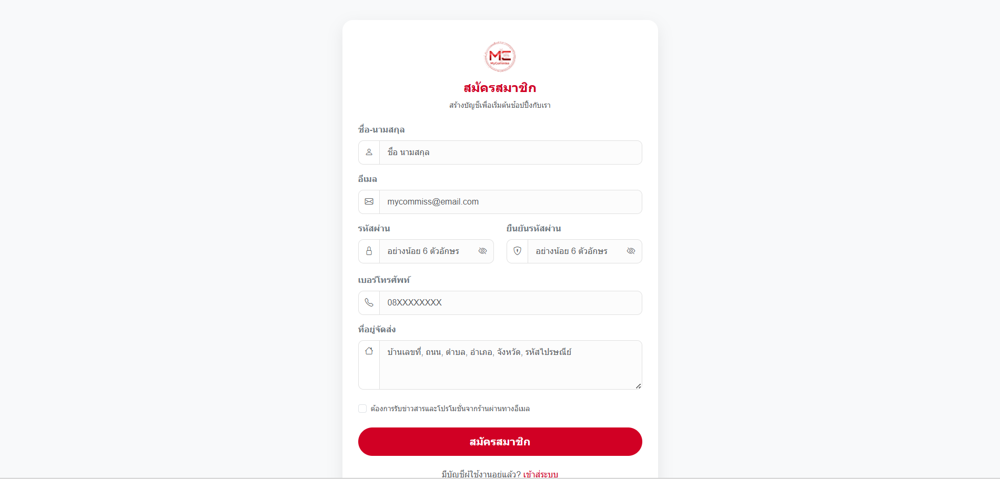 MC
MyCommiss
สมัครสมาชิก
สร้างบัญชีเพื่อเริ่มต้นช้อปปิ้งกับเรา
ชื่อ-นามสกุล
ชื่อ นามสกุล
อีเมล
mycommiss@email.com
รหัสผ่าน ยืนยันรหัสผ่าน
อย่างน้อย 6 ตัวอักษร อย่างน้อย 6 ตัวอักษร
เบอร์โทรศัพท์
08XXXXXXXX
ที่อยู่จัดส่ง
บ้านเลขที่, ถนน, ตำบล, อำเภอ, จังหวัด, รหัสไปรษณีย์
ต้องการรับข่าวสารและโปรโมชั่นจากร้านผ่านทางอีเมล
สมัครสมาชิก
มีบัญชีผู้ใช้งานอยู่แล้ว? เข้าสู่ระบบ